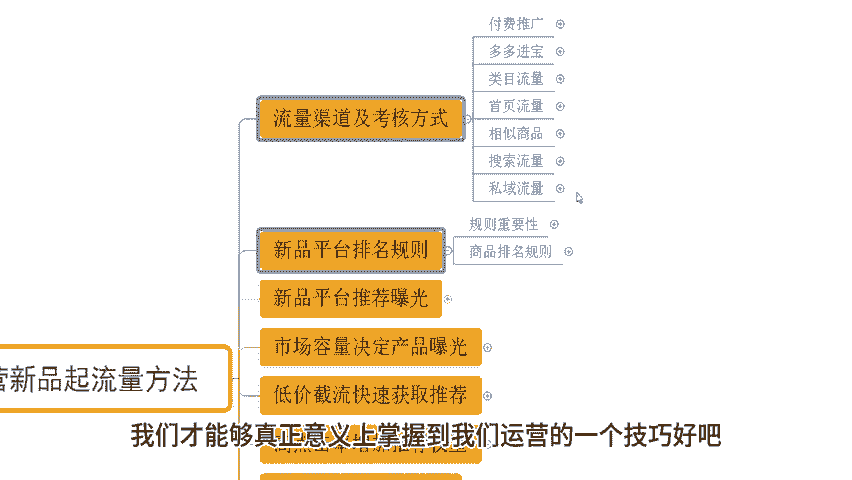 付费推广
多多进宝
类目流量
首页流量
相似商品
搜索流量
私域流量
流量渠道及考核方式
规则重要性
商品排名规则
新品平台排名规则
新品平台推荐曝光
市场容量决定产品曝光
营新品起流量方法
低价截流快速获取推荐
我们才能够真正意义上掌握到我们运营的一个技巧好吧